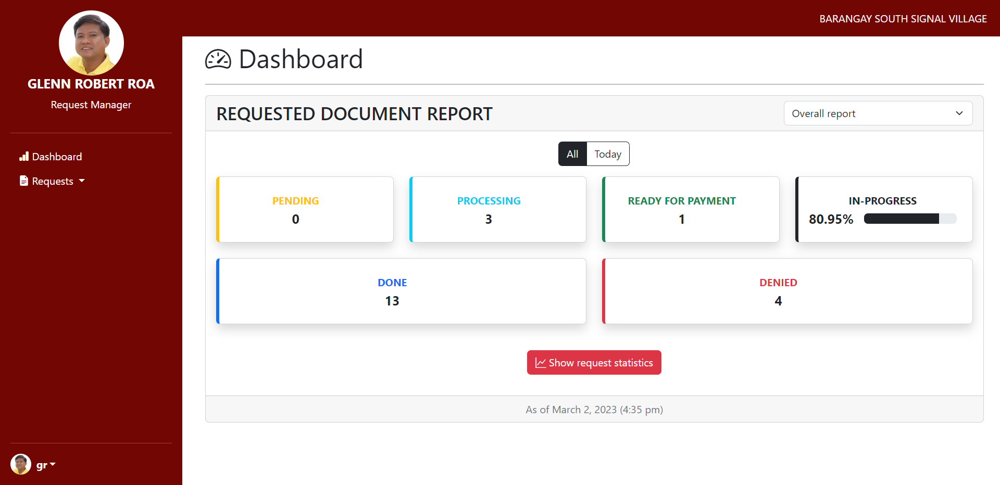 BARANGAY SOUTH SIGNAL VILLAGE
GLENN ROBERT ROA
Request Manager
Dashboard
Requests
gr
Dashboard
REQUESTED DOCUMENT REPORT
Overall report
All
Today
PENDING
0
PROCESSING
3
READY FOR PAYMENT
1
IN-PROGRESS
80.95%
DONE
13
DENIED
4
Show request statistics
As of March 2, 2023 (4:35 pm)